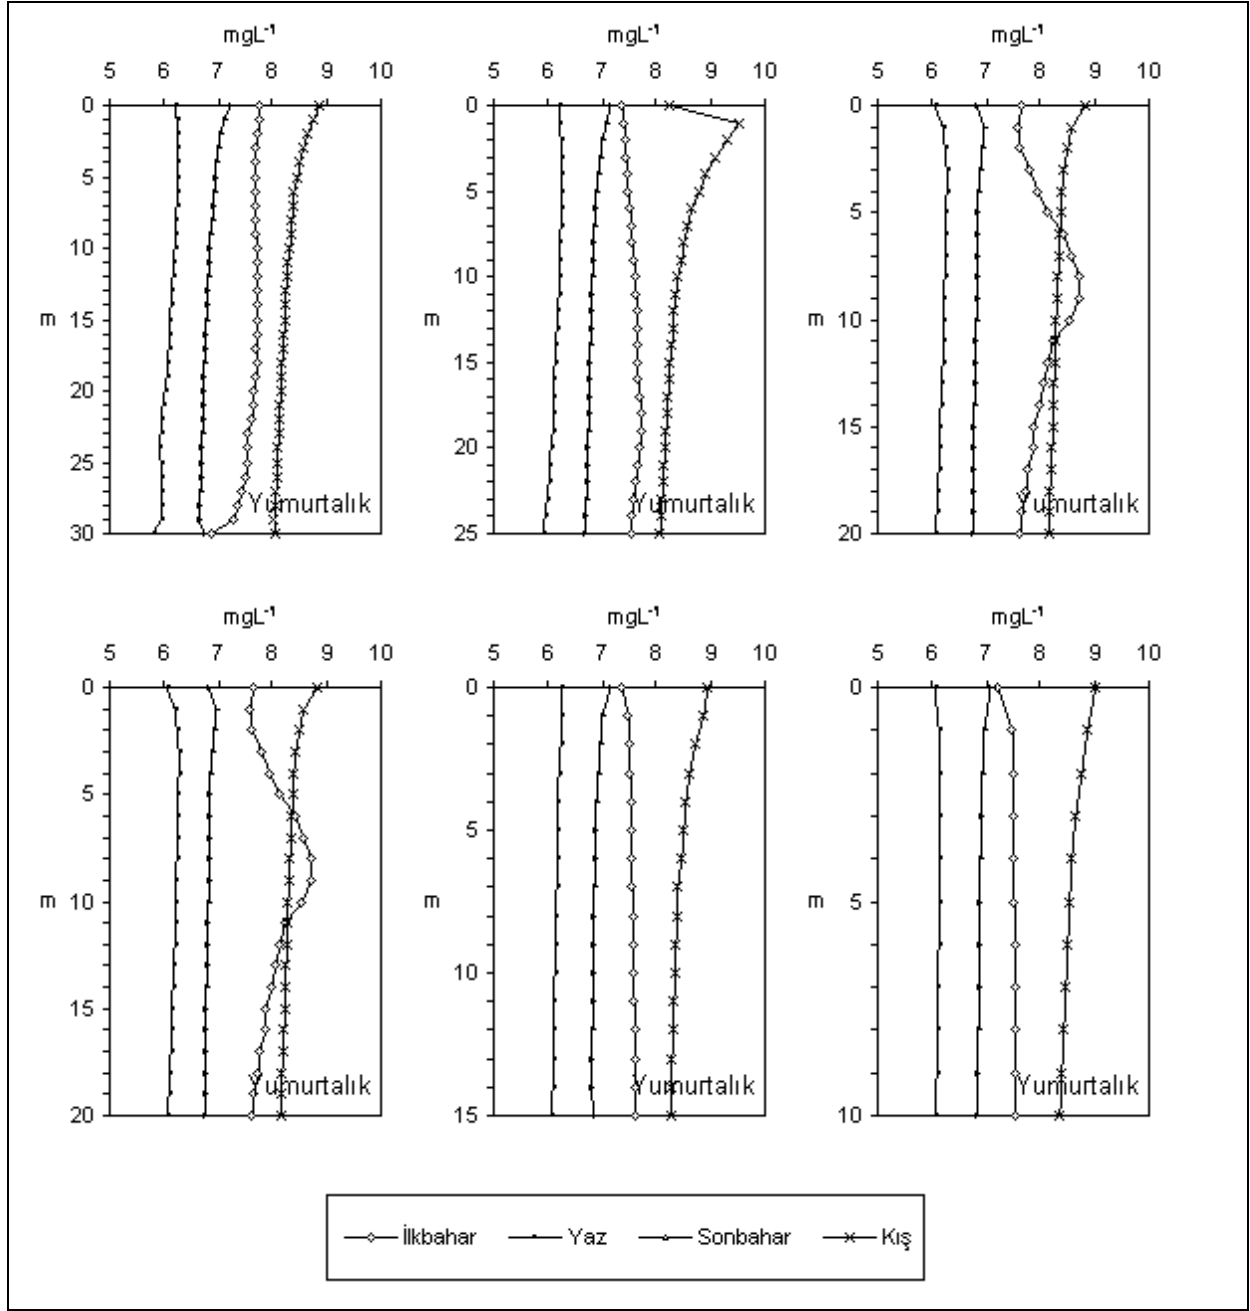 mgL⁻¹ mgL⁻¹ mgL⁻¹
5 6 7 8 9 10 5 6 7 8 9 10 5 6 7 8 9 10
0 0 0
5 5 5
10 10 10
m 15 m 15 m
20 20 15
25 Yumurtalık Yumurtalık Yumurtalık
30 25 20
mgL⁻¹ mgL⁻¹ mgL⁻¹
5 6 7 8 9 10 5 6 7 8 9 10 5 6 7 8 9 10
0 0 0
5 5
m 10 m 10 m 5
15
Yumurtalık Yumurtalık Yumurtalık
20 15 10
İlkbahar Yaz Sonbahar Kış